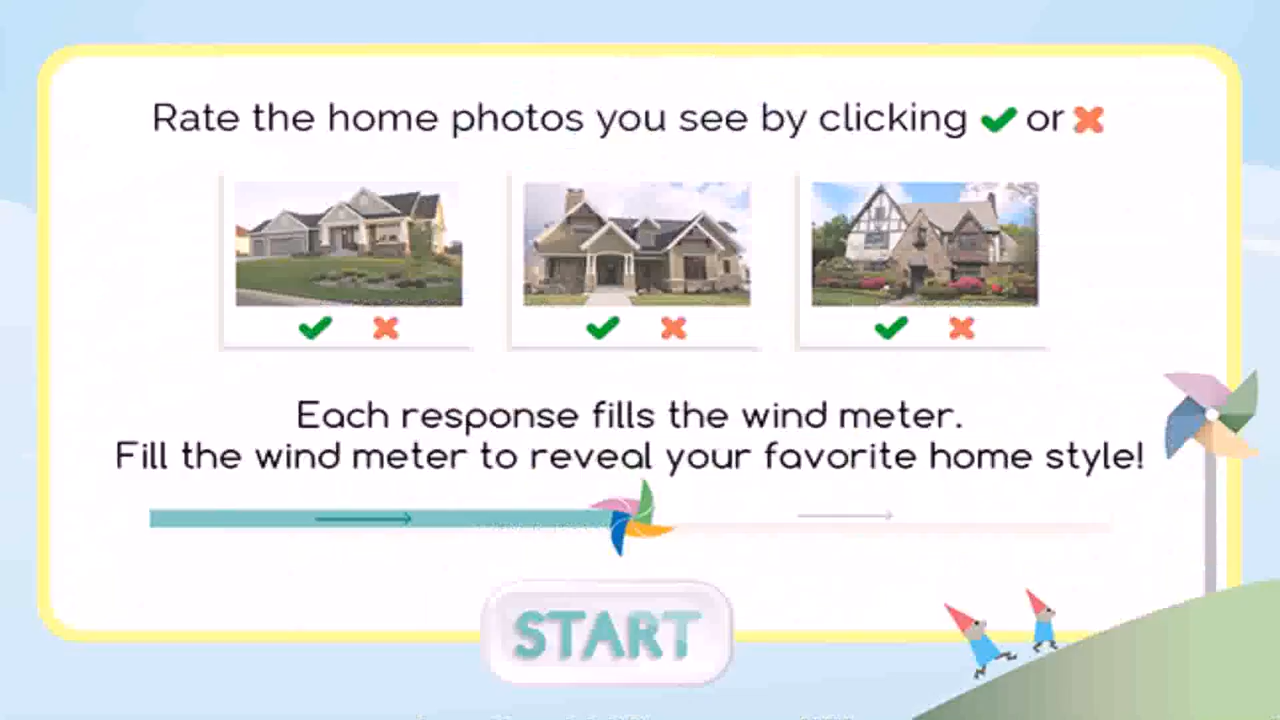 Rate the home photos you see by clicking or
Each response fills the wind meter.
Fill the wind meter to reveal your favorite home style!
START